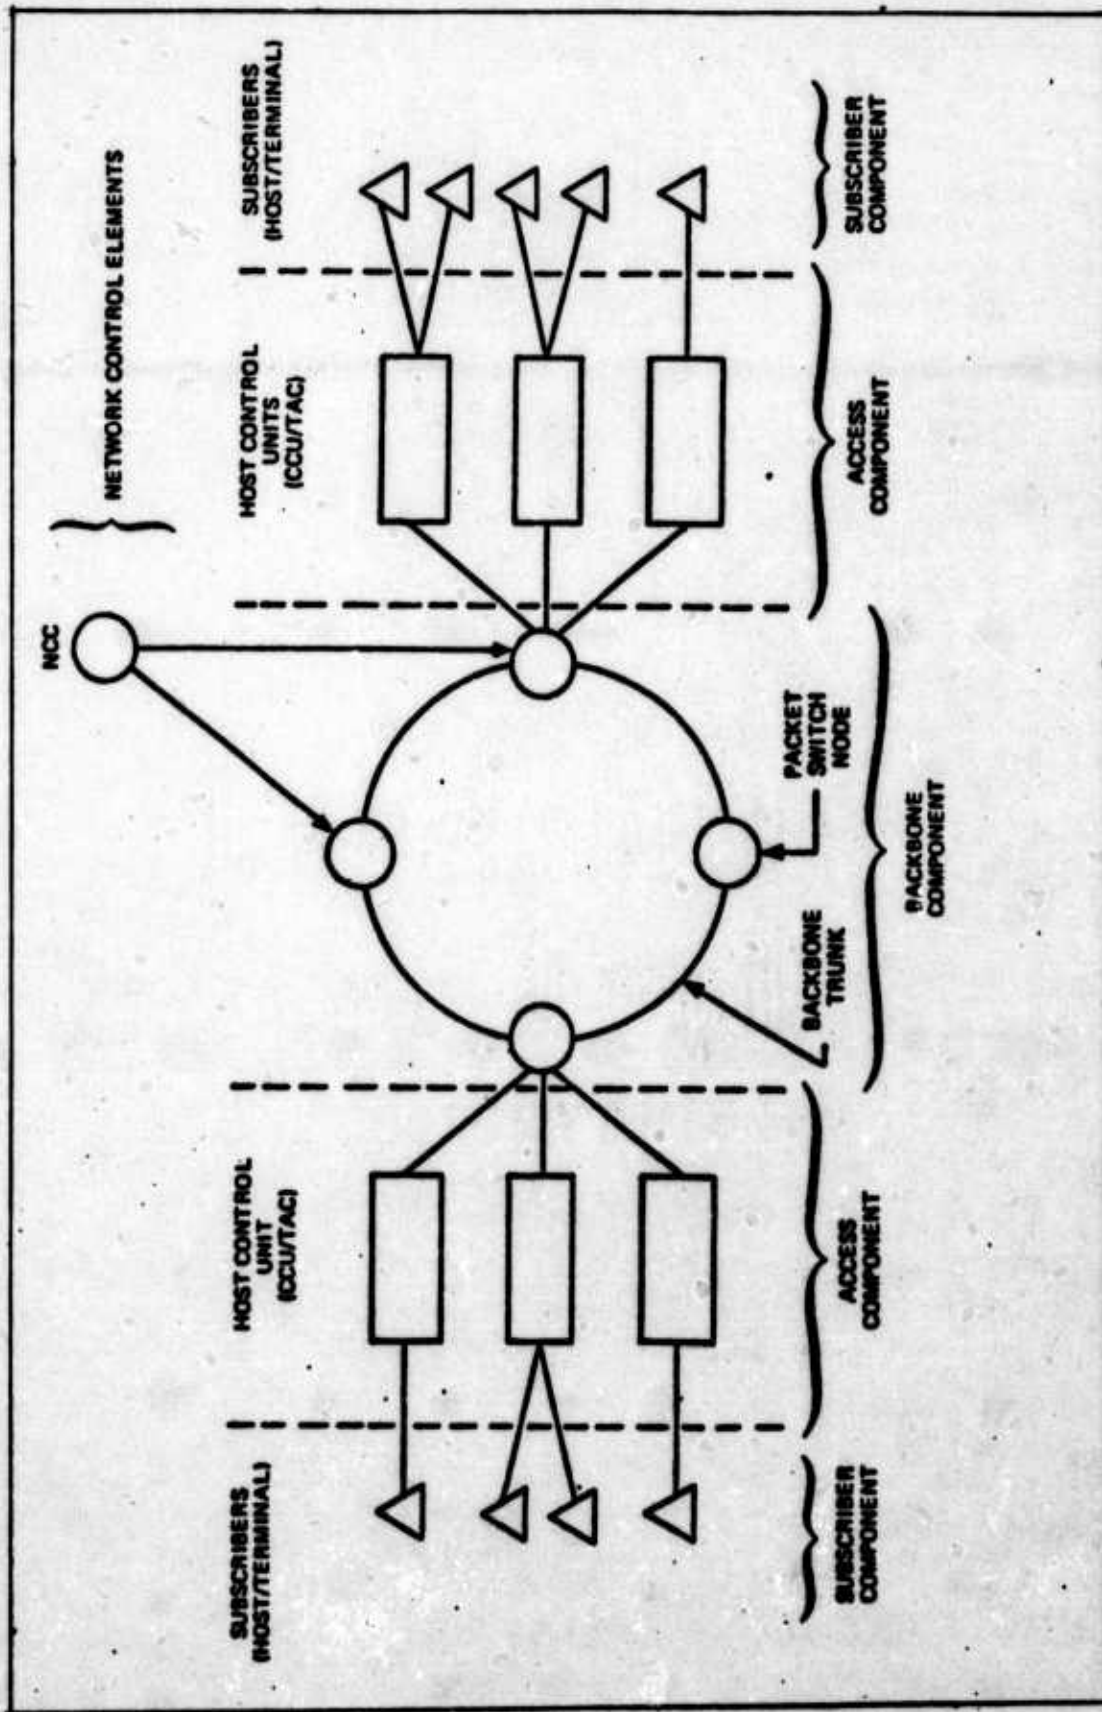 NCC
NETWORK CONTROL ELEMENTS
SUBSCRIBERS
(HOST/TERMINAL)
HOST CONTROL
UNIT
(CCU/TAC)
HOST CONTROL
UNITS
(CCU/TAC)
SUBSCRIBERS
(HOST/TERMINAL)
BACKBONE
TRUNK
PACKET
SWITCH
NODE
SUBSCRIBER
COMPONENT
ACCESS
COMPONENT
BACKBONE
COMPONENT
ACCESS
COMPONENT
SUBSCRIBER
COMPONENT